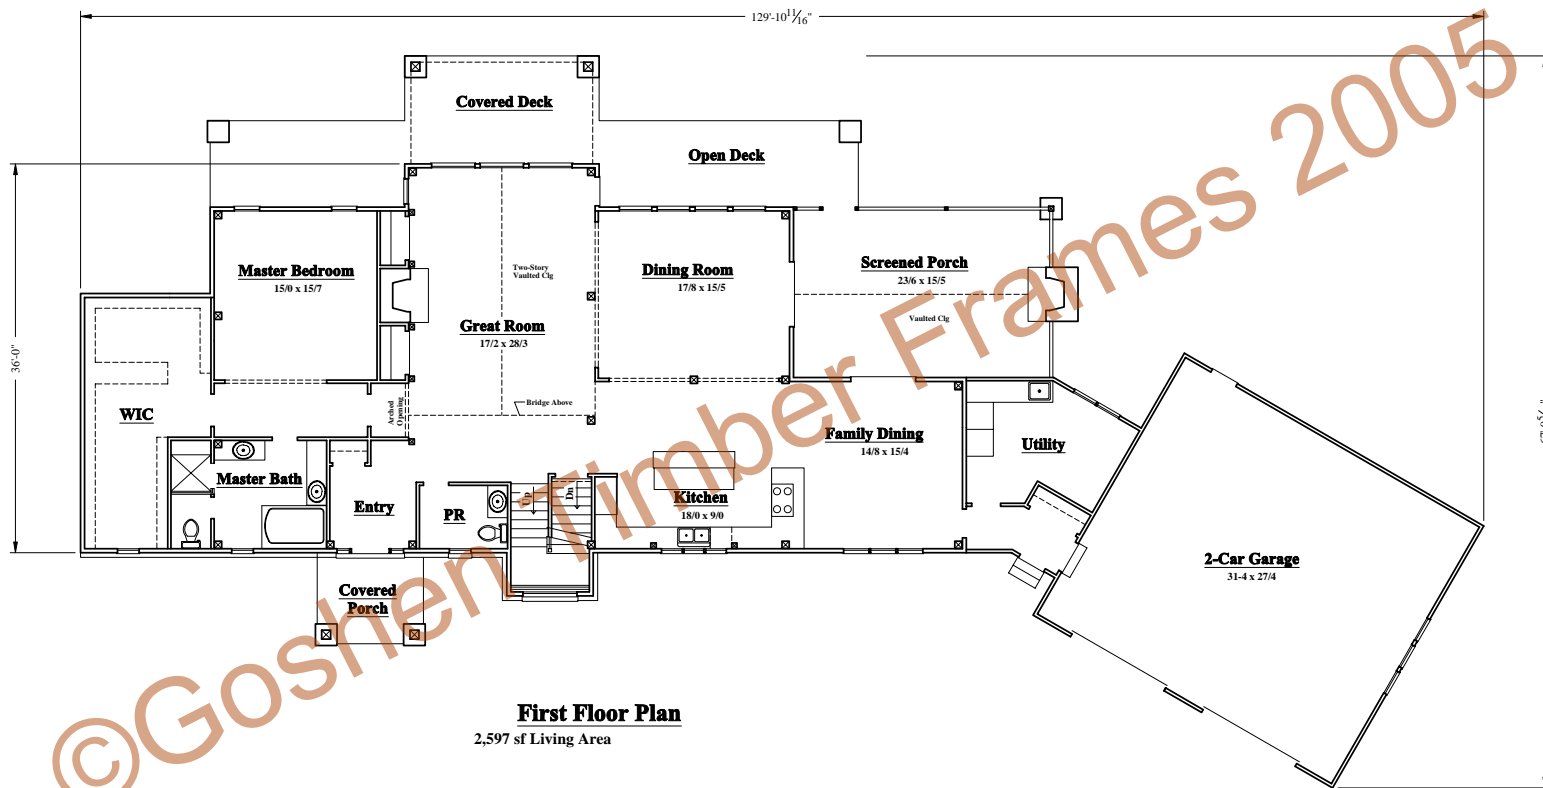 129'-10 11/16"
Covered Deck
Open Deck
36'-0"
Master Bedroom
15/0 x 15/7
Two-Story
Vaulted Clg
Dining Room
17/8 x 15/5
Screened Porch
23/6 x 15/5
Vaulted Clg
Great Room
17/2 x 28/3
WIC
Arched
Opening
Bridge Above
Family Dining
14/8 x 15/4
Utility
Master Bath
Entry
PR
Up
Dn
Kitchen
18/0 x 9/0
2-Car Garage
31-4 x 27/4
Covered
Porch
First Floor Plan
2,597 sf Living Area
©Goshen Timber Frames 2005